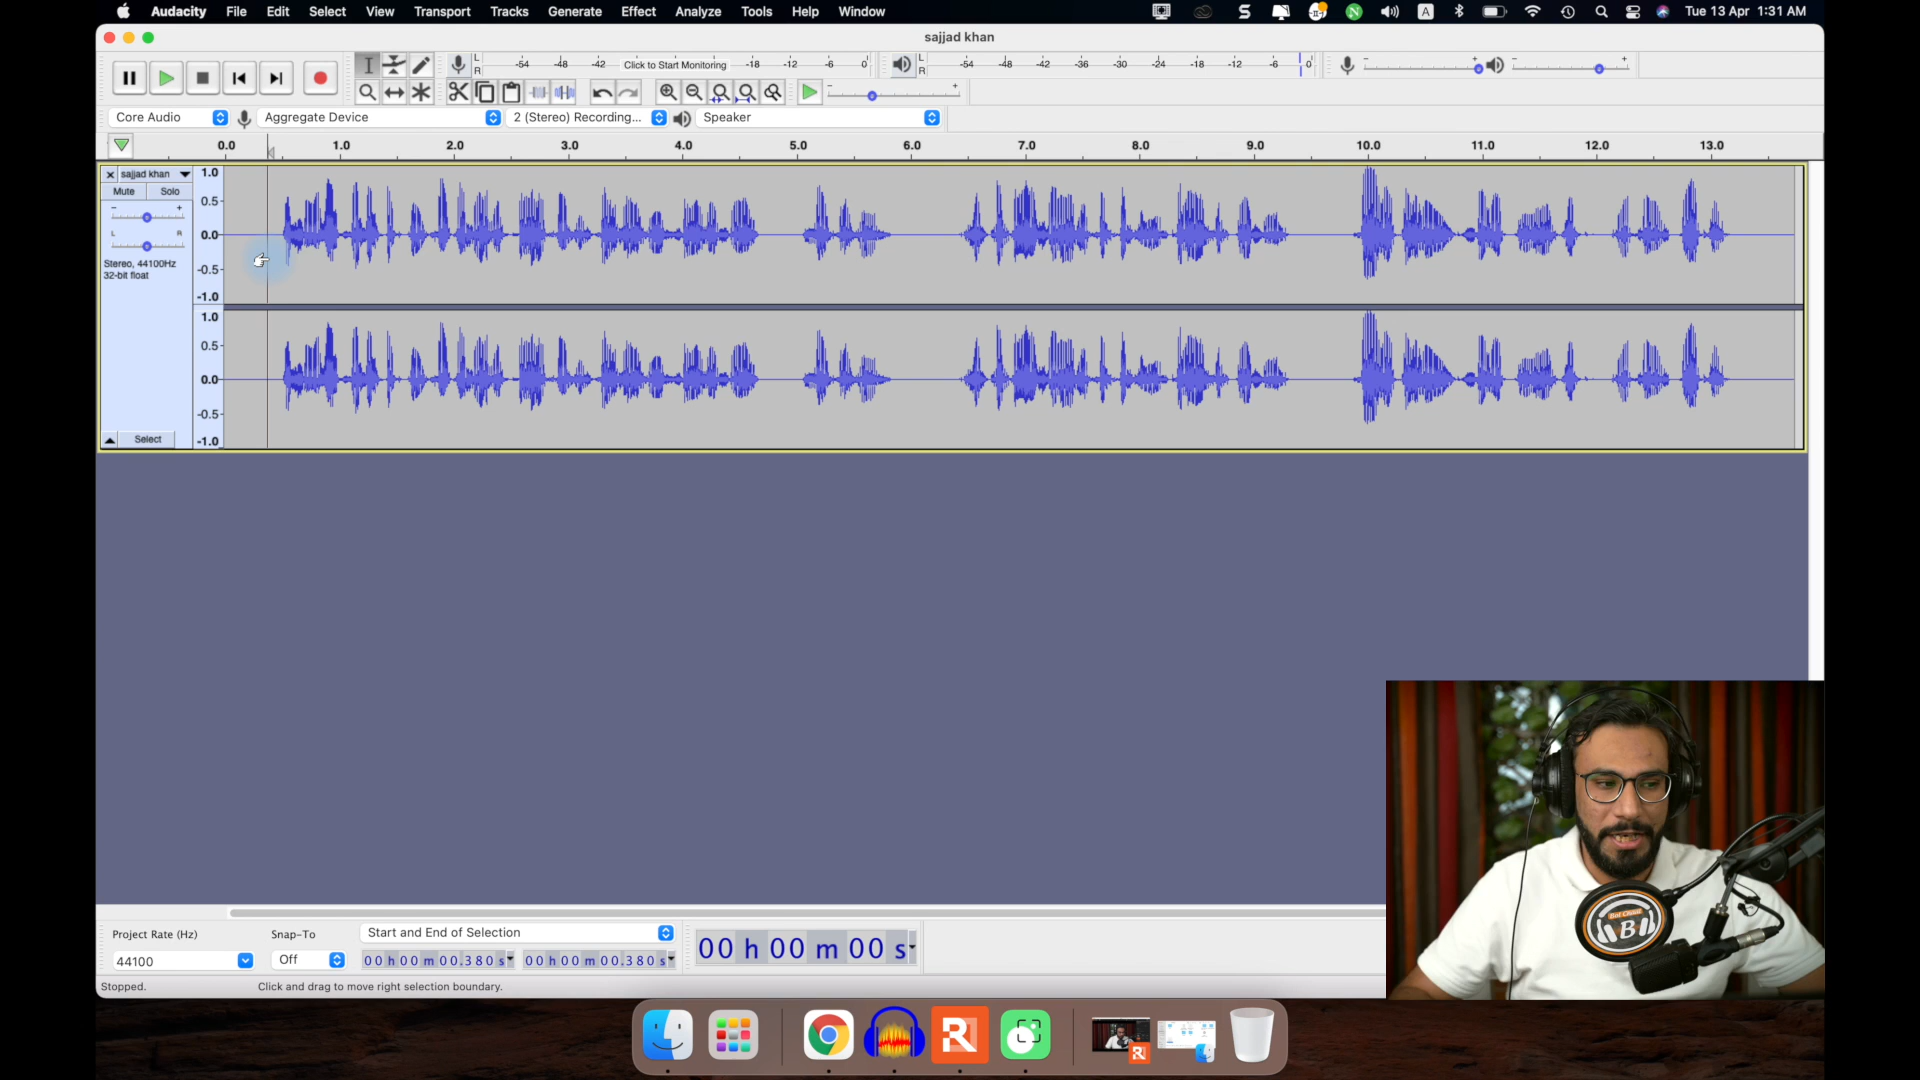 Audacity File Edit Select View Transport Tracks Generate Effect Analyze Tools Help Window
S N A Tue 13 Apr 1:31 AM
sajjad khan
L -54 -48 -42 Click to Start Monitoring -18 -12 -6 0
R
L -54 -48 -42 -36 -30 -24 -18 -12 -6 0
R
- +
- +
- +
Core Audio Aggregate Device 2 (Stereo) Recording... Speaker
0.0 1.0 2.0 3.0 4.0 5.0 6.0 7.0 8.0 9.0 10.0 11.0 12.0 13.0
sajjad khan
Mute Solo
- +
L R
Stereo, 44100Hz
32-bit float
1.0
0.5
0.0
-0.5
-1.0
1.0
0.5
0.0
-0.5
-1.0
Select
Project Rate (Hz) Snap-To Start and End of Selection
44100 Off 00 h 00 m 00.380 s 00 h 00 m 00.380 s
00 h 00 m 00 s
Stopped. Click and drag to move right selection boundary.
Bol Chaal
B
R
R